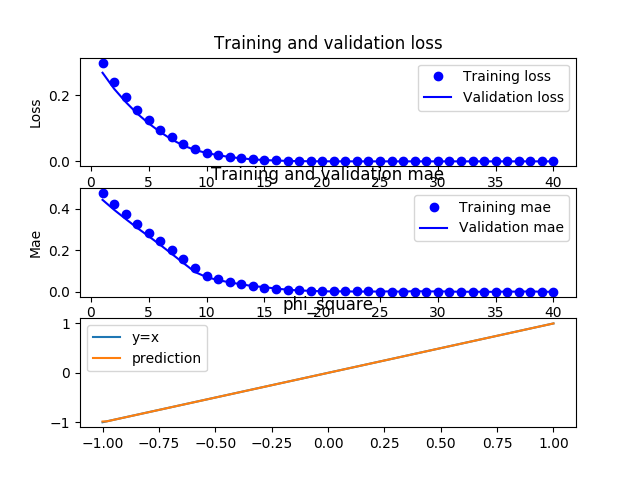 Training and validation loss
Loss
0.2
0.0
Training loss
Validation loss
0 5 10 15 20 25 30 35 40
Training and validation mae
Mae
0.4
0.2
0.0
Training mae
Validation mae
0 5 10 15 20 25 30 35 40
phi_square
1
0
−1
y=x
prediction
−1.00 −0.75 −0.50 −0.25 0.00 0.25 0.50 0.75 1.00